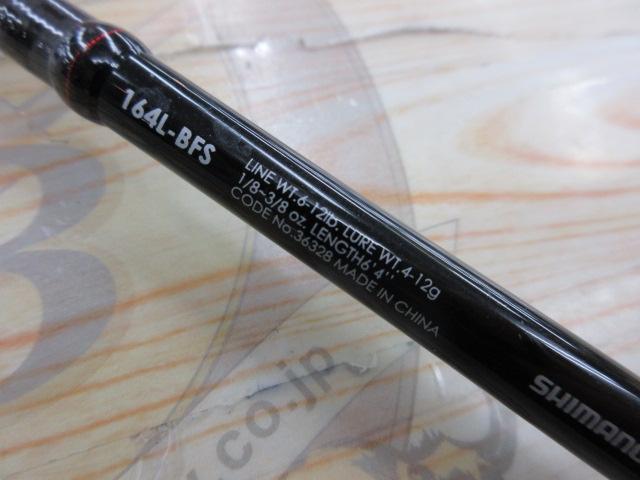 164L-BFS
LINE WT.6-12lb, LURE WT.4-12g
1/8~3/8 oz, LENGTH6'4"
CODE No.36328 MADE IN CHINA
SHIMANO
.co.jp